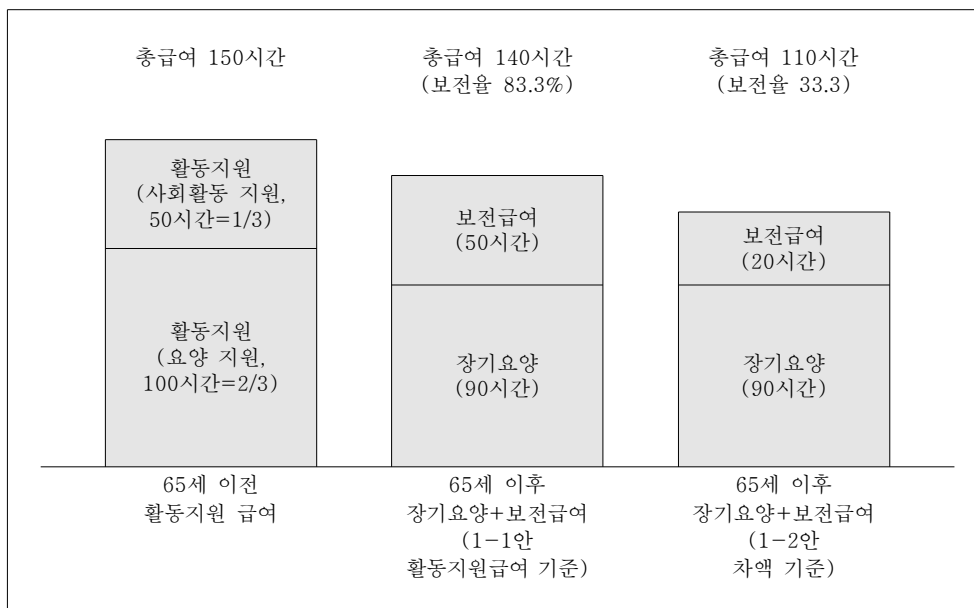 총급여 150시간
총급여 140시간
(보전율 83.3%)
총급여 110시간
(보전율 33.3)
활동지원
(사회활동 지원,
50시간=1/3)
활동지원
(요양 지원,
100시간=2/3)
보전급여
(50시간)
장기요양
(90시간)
보전급여
(20시간)
장기요양
(90시간)
65세 이전
활동지원 급여
65세 이후
장기요양+보전급여
(1-1안
활동지원급여 기준)
65세 이후
장기요양+보전급여
(1-2안
차액 기준)